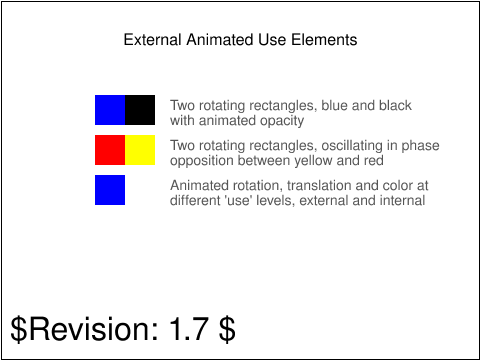 External Animated Use Elements
Two rotating rectangles, blue and black
with animated opacity
Two rotating rectangles, oscillating in phase
opposition between yellow and red
Animated rotation, translation and color at
different 'use' levels, external and internal
$Revision: 1.7 $